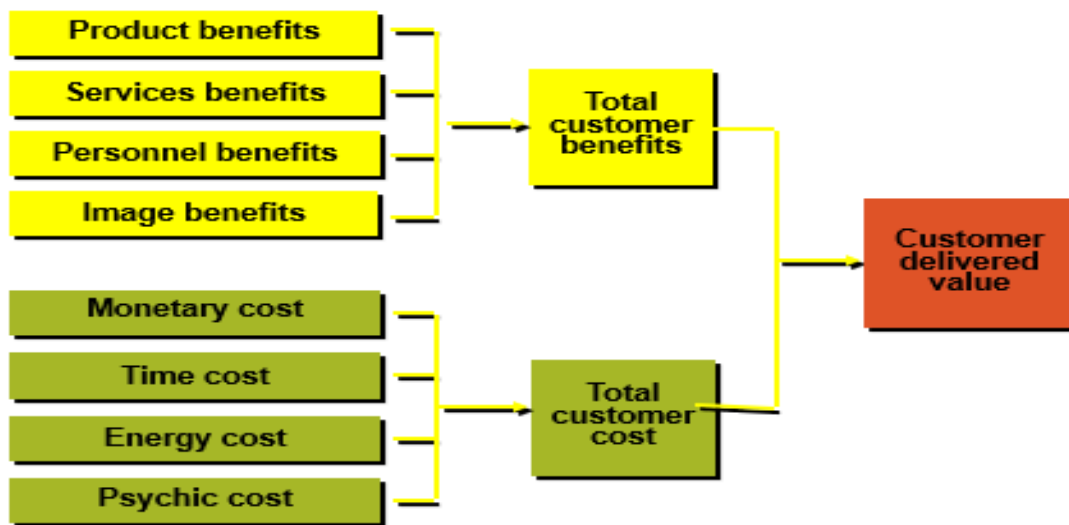 Product benefits
Services benefits
Personnel benefits
Image benefits
Total
customer
benefits
Customer
delivered
value
Monetary cost
Time cost
Energy cost
Psychic cost
Total
customer
cost